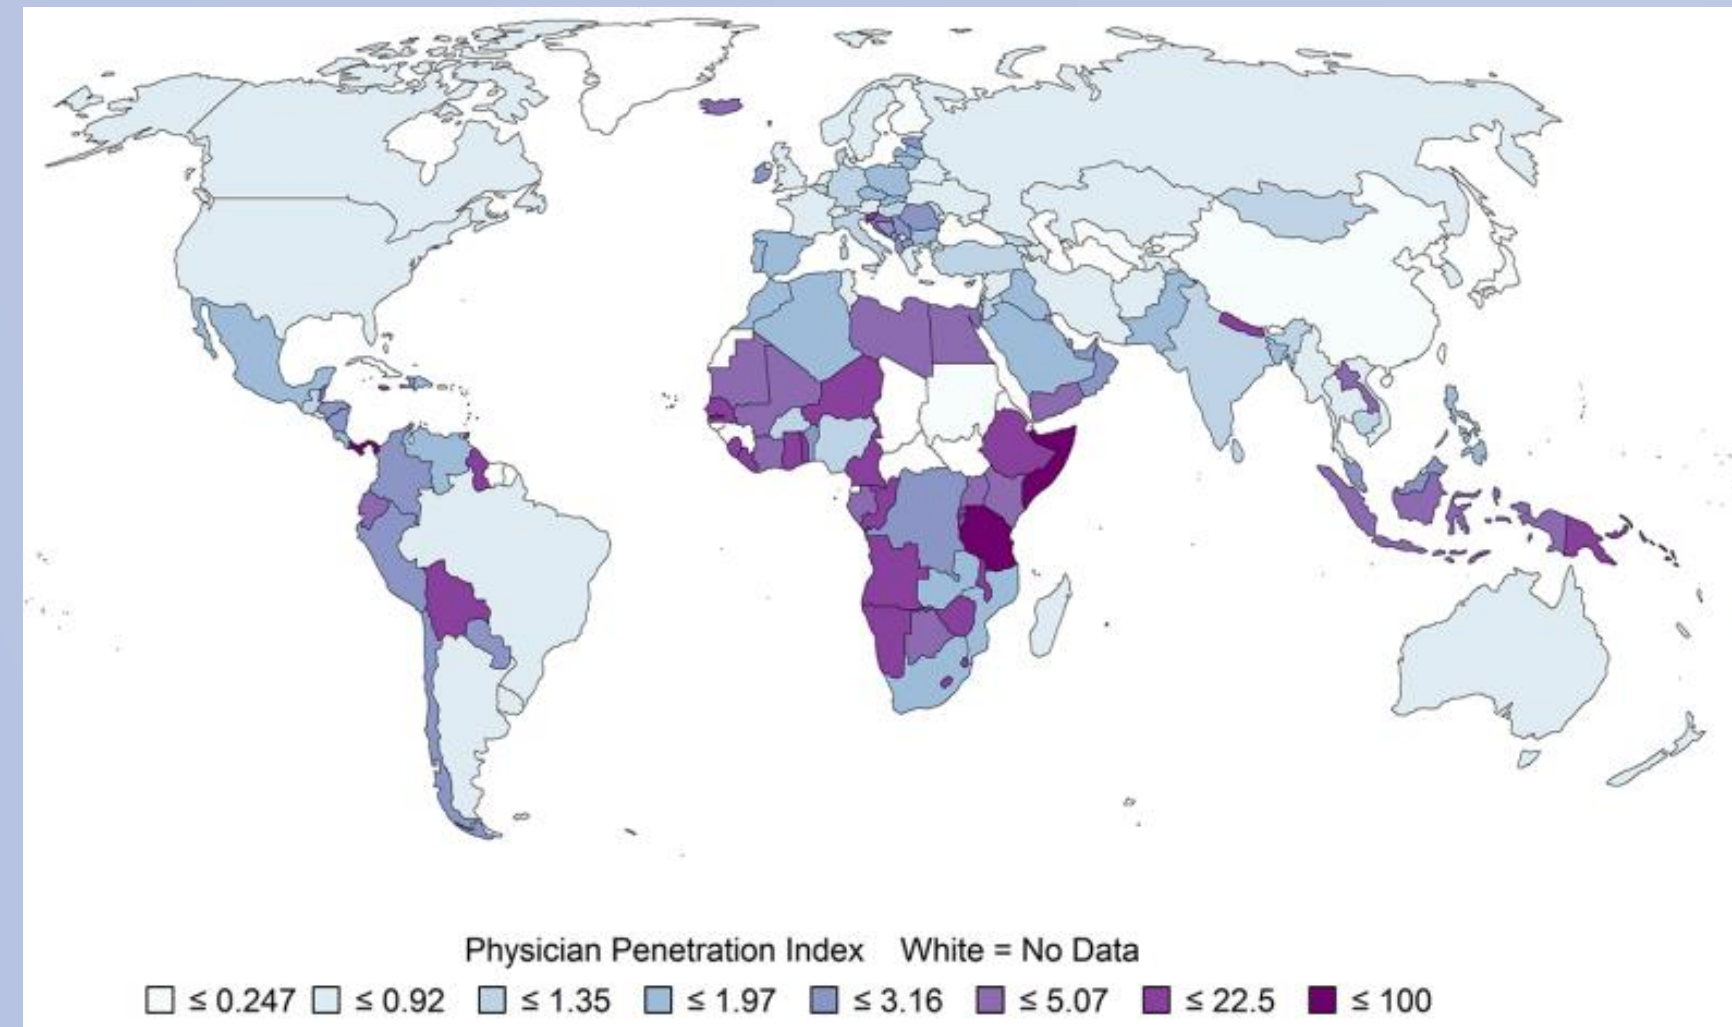 Physician Penetration Index White = No Data
≤ 0.247 ≤ 0.92 ≤ 1.35 ≤ 1.97 ≤ 3.16 ≤ 5.07 ≤ 22.5 ≤ 100